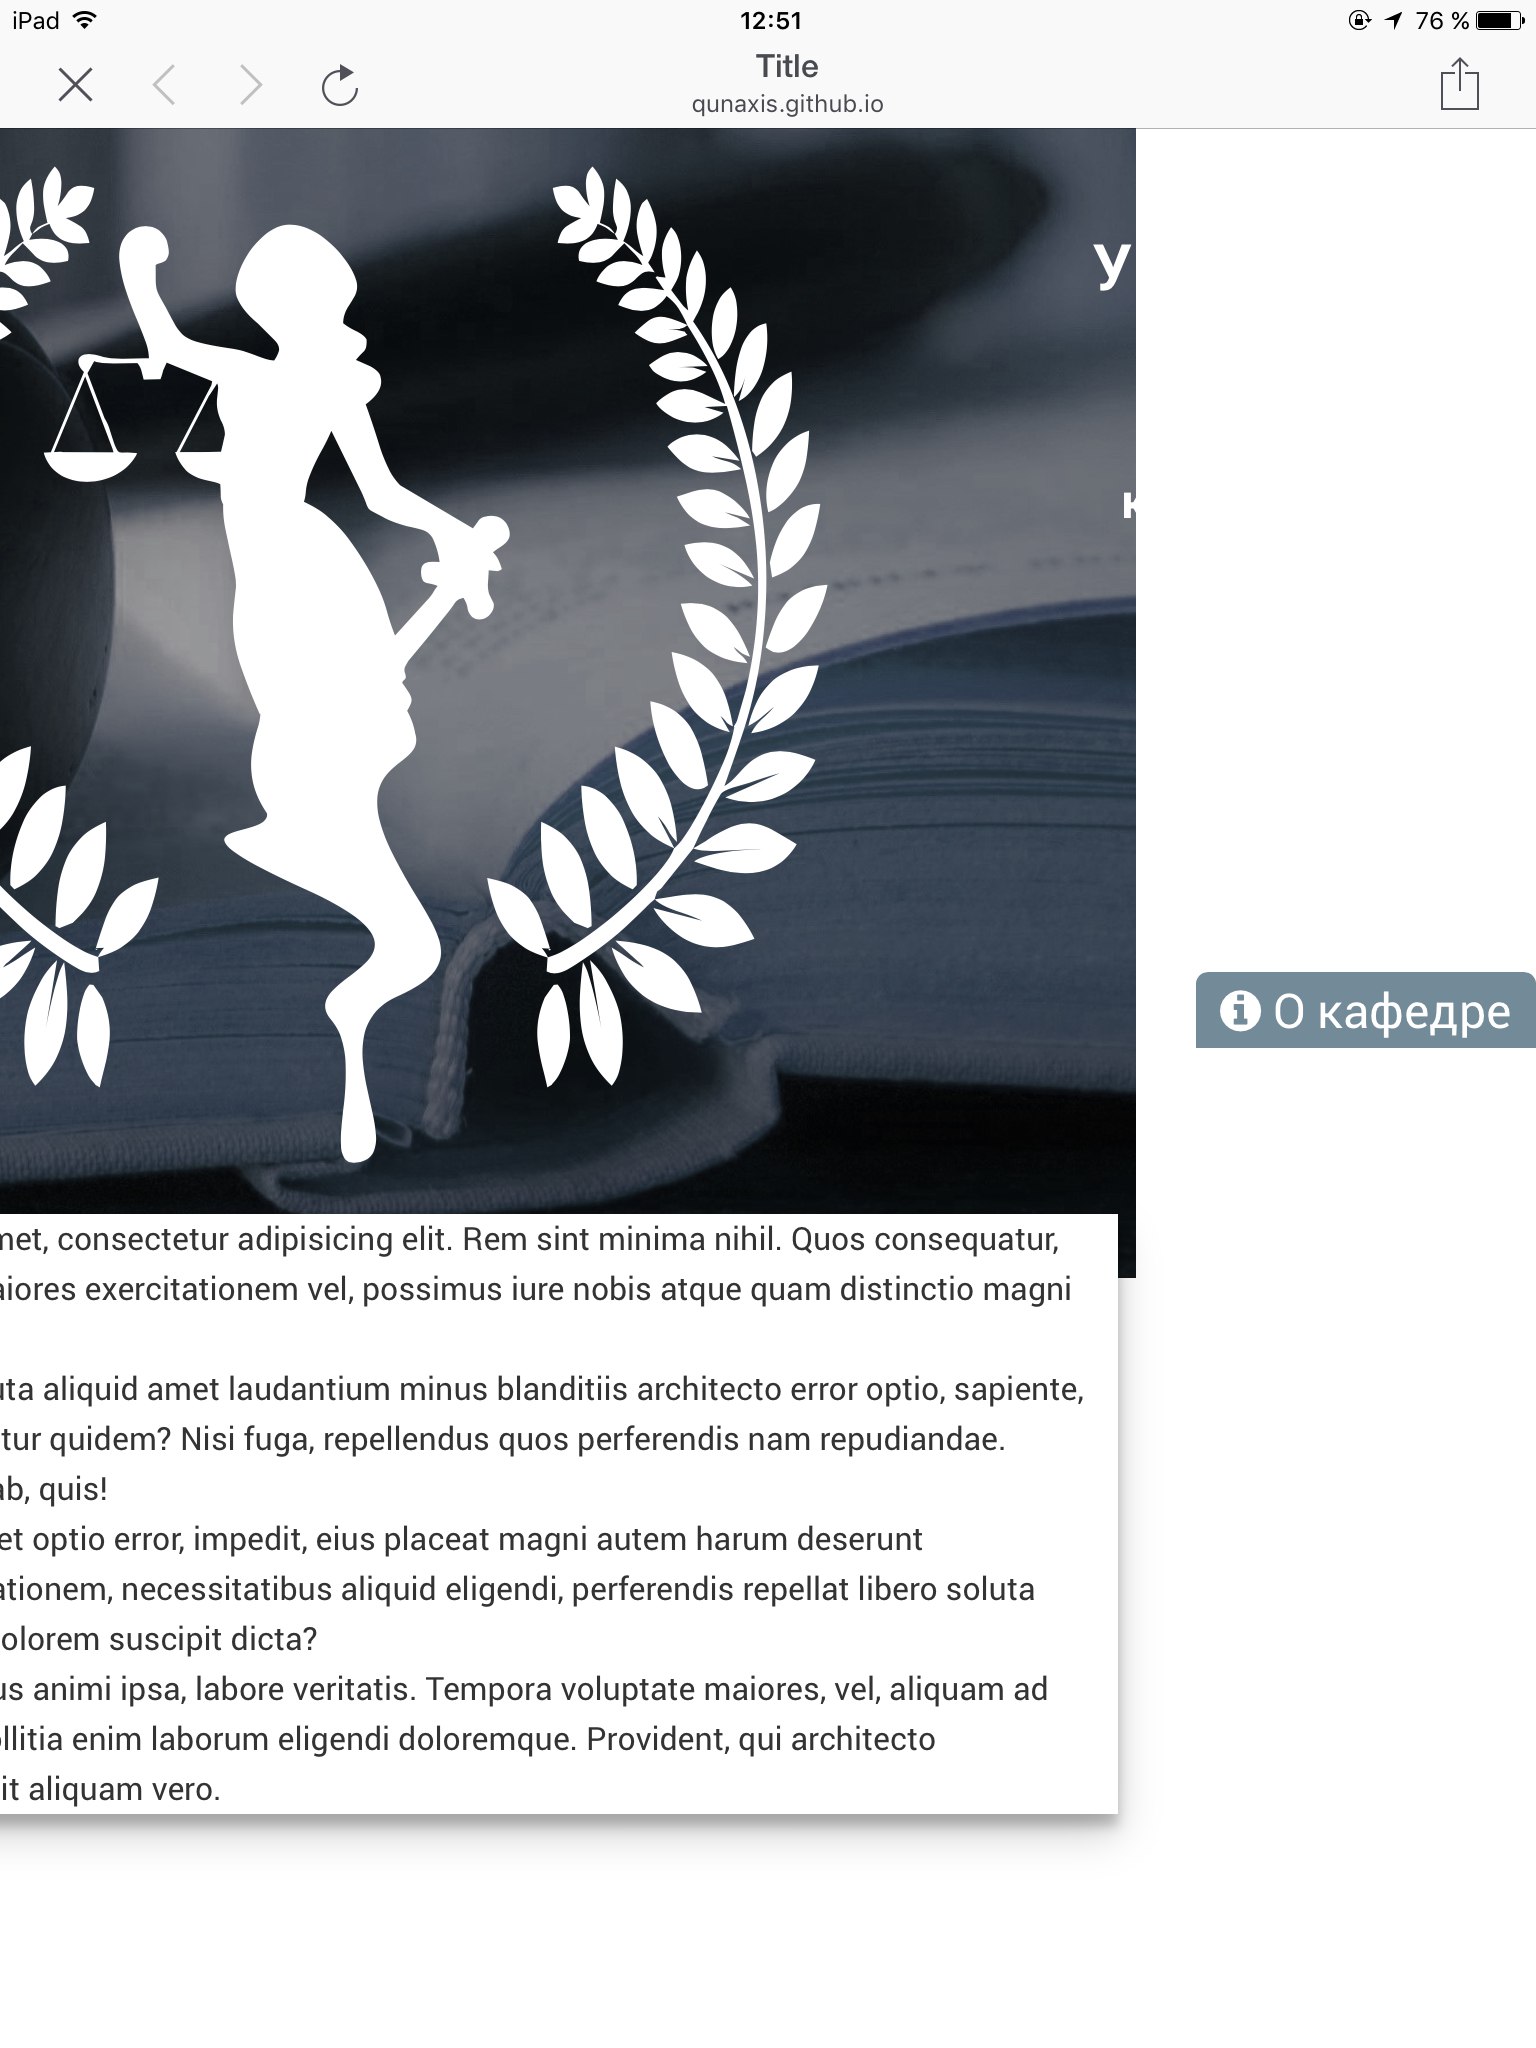 iPad 12:51 76 %
Title
qunaxis.github.io
У
К
О кафедре
met, consectetur adipisicing elit. Rem sint minima nihil. Quos consequatur,
aiores exercitationem vel, possimus iure nobis atque quam distinctio magni
uta aliquid amet laudantium minus blanditiis architecto error optio, sapiente,
tur quidem? Nisi fuga, repellendus quos perferendis nam repudiandae.
ab, quis!
et optio error, impedit, eius placeat magni autem harum deserunt
ationem, necessitatibus aliquid eligendi, perferendis repellat libero soluta
olorem suscipit dicta?
us animi ipsa, labore veritatis. Tempora voluptate maiores, vel, aliquam ad
ollitia enim laborum eligendi doloremque. Provident, qui architecto
it aliquam vero.